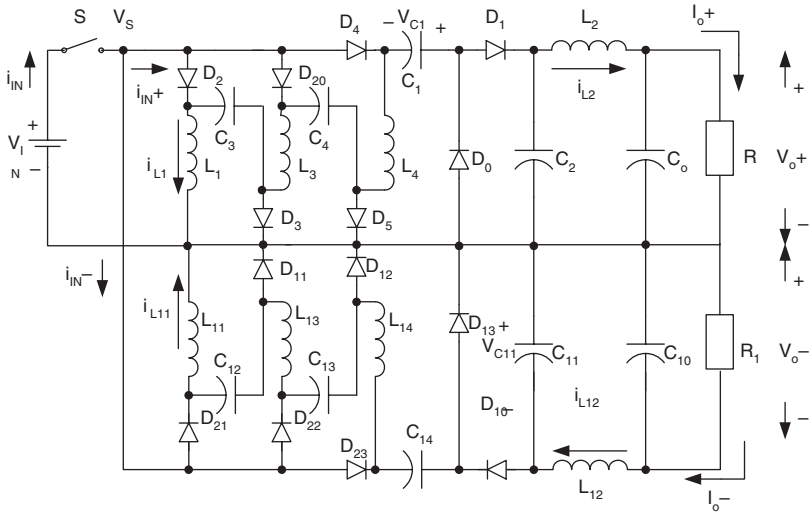 S V_S D_4 − V_C1 + D_1 L_2 I_o+
i_IN i_IN+ D_2 D_20 C_1 i_L2 +
+ V_I N − C_3 C_4
i_L1 L_1 L_3 L_4 D_0 C_2 C_o R V_o+
D_3 D_5 −
i_IN− D_11 D_12 +
i_L11 L_11 L_13 L_14 D_13 +
C_12 C_13 V_C11 C_11 C_10 R_1 V_o−
D_21 D_22 D_10 − i_L12 −
D_23 C_14 L_12 I_o−